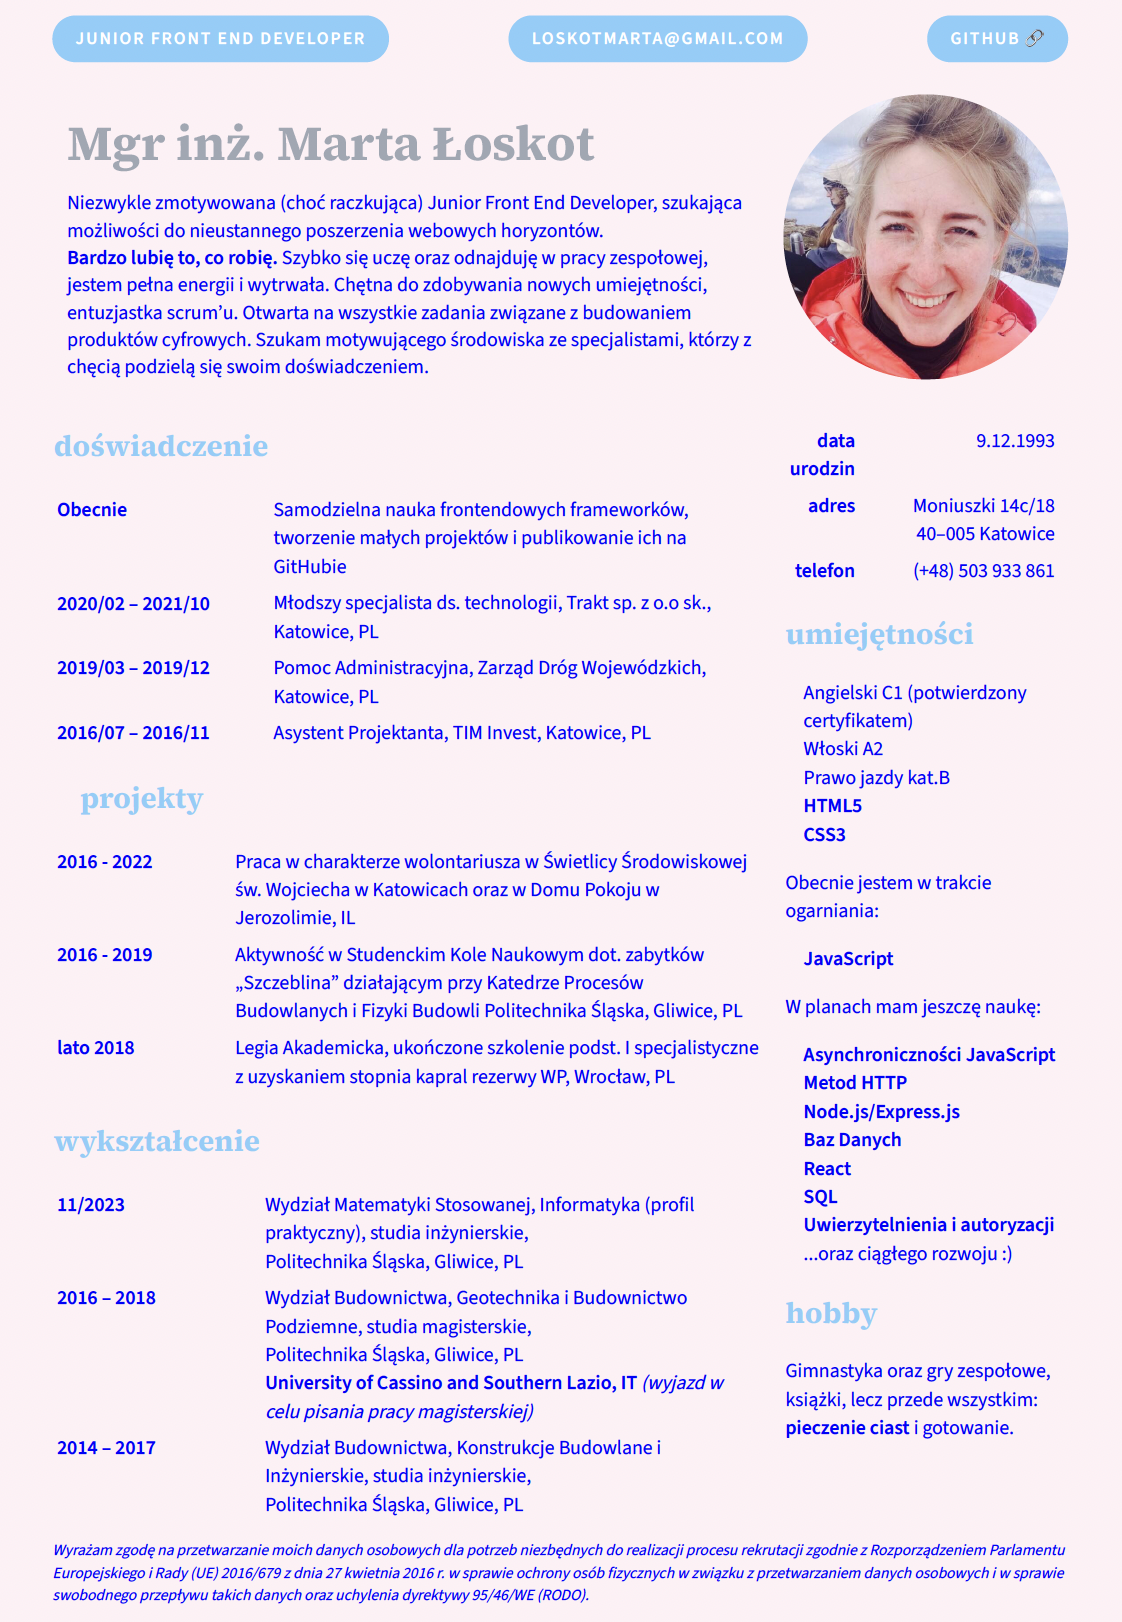 JUNIOR FRONT END DEVELOPER
LOSKOTMARTA@GMAIL.COM
GITHUB 🔗
Mgr inż. Marta Łoskot
Niezwykle zmotywowana (choć raczkująca) Junior Front End Developer, szukająca
możliwości do nieustannego poszerzenia webowych horyzontów.
Bardzo lubię to, co robię. Szybko się uczę oraz odnajduję w pracy zespołowej,
jestem pełna energii i wytrwała. Chętna do zdobywania nowych umiejętności,
entuzjastka scrum’u. Otwarta na wszystkie zadania związane z budowaniem
produktów cyfrowych. Szukam motywującego środowiska ze specjalistami, którzy z
chęcią podzielą się swoim doświadczeniem.
doświadczenie
Obecnie
Samodzielna nauka frontendowych frameworków,
tworzenie małych projektów i publikowanie ich na
GitHubie
2020/02 – 2021/10
Młodszy specjalista ds. technologii, Trakt sp. z o.o sk.,
Katowice, PL
2019/03 – 2019/12
Pomoc Administracyjna, Zarząd Dróg Wojewódzkich,
Katowice, PL
2016/07 – 2016/11
Asystent Projektanta, TIM Invest, Katowice, PL
projekty
2016 - 2022
Praca w charakterze wolontariusza w Świetlicy Środowiskowej
św. Wojciecha w Katowicach oraz w Domu Pokoju w
Jerozolimie, IL
2016 - 2019
Aktywność w Studenckim Kole Naukowym dot. zabytków
„Szczeblina” działającym przy Katedrze Procesów
Budowlanych i Fizyki Budowli Politechnika Śląska, Gliwice, PL
lato 2018
Legia Akademicka, ukończone szkolenie podst. I specjalistyczne
z uzyskaniem stopnia kapral rezerwy WP, Wrocław, PL
wykształcenie
11/2023
Wydział Matematyki Stosowanej, Informatyka (profil
praktyczny), studia inżynierskie,
Politechnika Śląska, Gliwice, PL
2016 – 2018
Wydział Budownictwa, Geotechnika i Budownictwo
Podziemne, studia magisterskie,
Politechnika Śląska, Gliwice, PL
University of Cassino and Southern Lazio, IT (wyjazd w
celu pisania pracy magisterskiej)
2014 – 2017
Wydział Budownictwa, Konstrukcje Budowlane i
Inżynierskie, studia inżynierskie,
Politechnika Śląska, Gliwice, PL
data
urodzin
9.12.1993
adres
Moniuszki 14c/18
40–005 Katowice
telefon
(+48) 503 933 861
umiejętności
Angielski C1 (potwierdzony
certyfikatem)
Włoski A2
Prawo jazdy kat.B
HTML5
CSS3
Obecnie jestem w trakcie
ogarniania:
JavaScript
W planach mam jeszczę naukę:
Asynchroniczności JavaScript
Metod HTTP
Node.js/Express.js
Baz Danych
React
SQL
Uwierzytelnienia i autoryzacji
...oraz ciągłego rozwoju :)
hobby
Gimnastyka oraz gry zespołowe,
książki, lecz przede wszystkim:
pieczenie ciast i gotowanie.
Wyrażam zgodę na przetwarzanie moich danych osobowych dla potrzeb niezbędnych do realizacji procesu rekrutacji zgodnie z Rozporządzeniem Parlamentu
Europejskiego i Rady (UE) 2016/679 z dnia 27 kwietnia 2016 r. w sprawie ochrony osób fizycznych w związku z przetwarzaniem danych osobowych i w sprawie
swobodnego przepływu takich danych oraz uchylenia dyrektywy 95/46/WE (RODO).